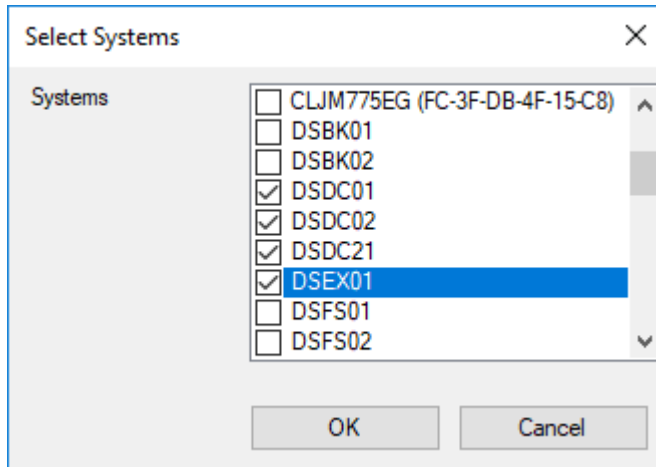 Select Systems
Systems
CLJM775EG (FC-3F-DB-4F-15-C8)
DSBK01
DSBK02
DSDC01
DSDC02
DSDC21
DSEX01
DSFS01
DSFS02
OK
Cancel